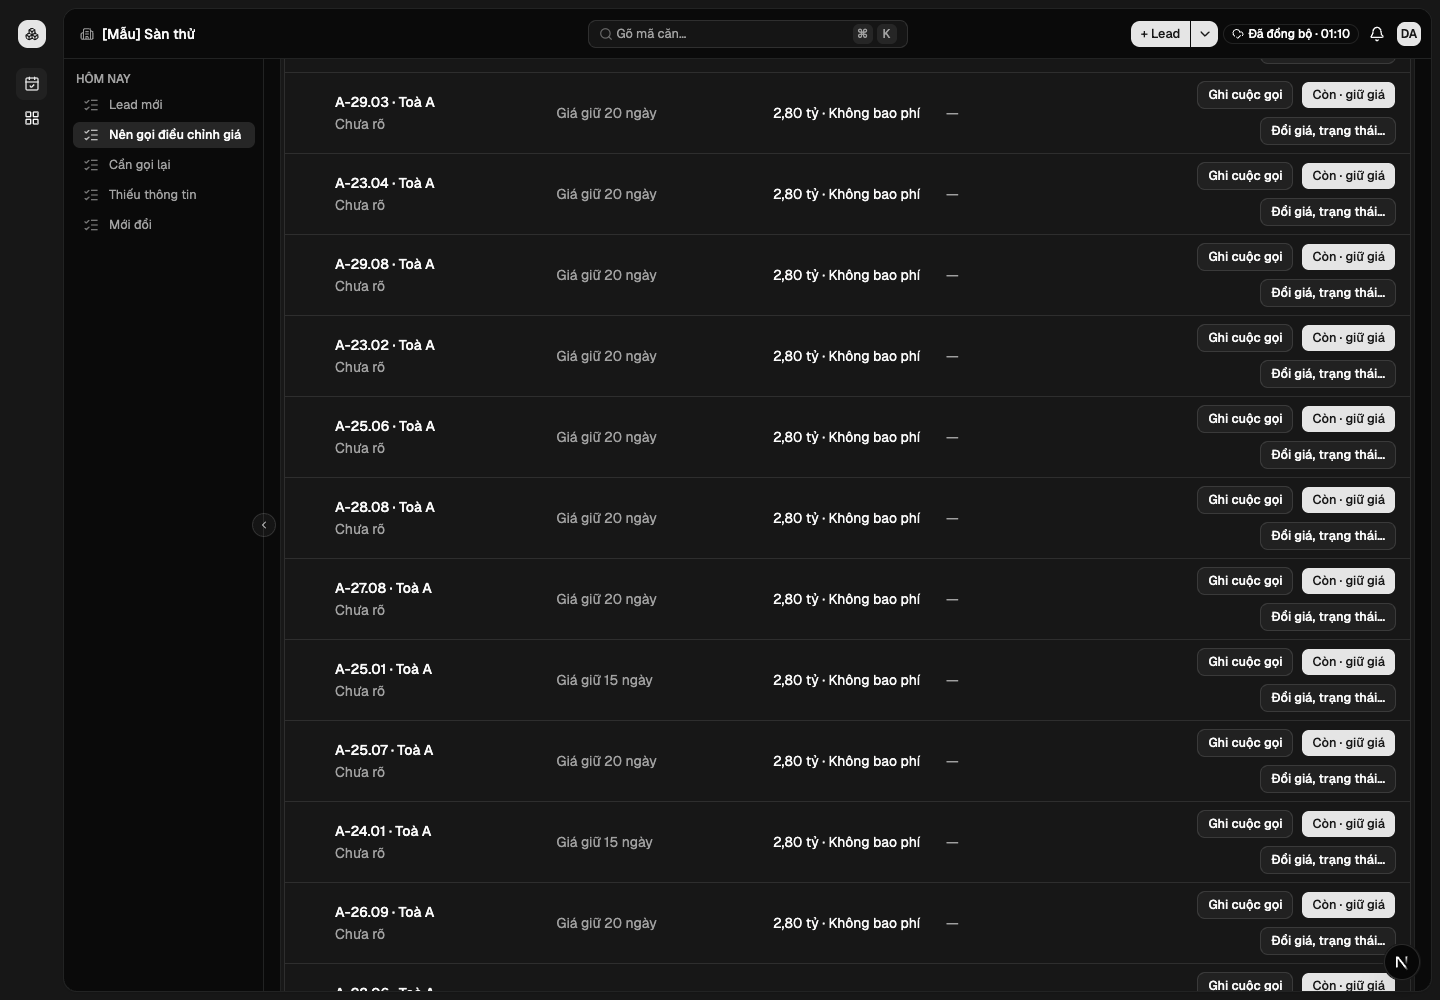 [Mẫu] Sàn thử
Gõ mã căn...
⌘ K
+ Lead
Đã đồng bộ · 01:10
DA
HÔM NAY
Lead mới
Nên gọi điều chỉnh giá
Cần gọi lại
Thiếu thông tin
Mới đổi
A-29.03 · Toà A
Chưa rõ
Giá giữ 20 ngày
2,80 tỷ · Không bao phí
—
Ghi cuộc gọi
Còn · giữ giá
Đổi giá, trạng thái...
A-23.04 · Toà A
Chưa rõ
Giá giữ 20 ngày
2,80 tỷ · Không bao phí
—
Ghi cuộc gọi
Còn · giữ giá
Đổi giá, trạng thái...
A-29.08 · Toà A
Chưa rõ
Giá giữ 20 ngày
2,80 tỷ · Không bao phí
—
Ghi cuộc gọi
Còn · giữ giá
Đổi giá, trạng thái...
A-23.02 · Toà A
Chưa rõ
Giá giữ 20 ngày
2,80 tỷ · Không bao phí
—
Ghi cuộc gọi
Còn · giữ giá
Đổi giá, trạng thái...
A-25.06 · Toà A
Chưa rõ
Giá giữ 20 ngày
2,80 tỷ · Không bao phí
—
Ghi cuộc gọi
Còn · giữ giá
Đổi giá, trạng thái...
A-28.08 · Toà A
Chưa rõ
Giá giữ 20 ngày
2,80 tỷ · Không bao phí
—
Ghi cuộc gọi
Còn · giữ giá
Đổi giá, trạng thái...
A-27.08 · Toà A
Chưa rõ
Giá giữ 20 ngày
2,80 tỷ · Không bao phí
—
Ghi cuộc gọi
Còn · giữ giá
Đổi giá, trạng thái...
A-25.01 · Toà A
Chưa rõ
Giá giữ 15 ngày
2,80 tỷ · Không bao phí
—
Ghi cuộc gọi
Còn · giữ giá
Đổi giá, trạng thái...
A-25.07 · Toà A
Chưa rõ
Giá giữ 20 ngày
2,80 tỷ · Không bao phí
—
Ghi cuộc gọi
Còn · giữ giá
Đổi giá, trạng thái...
A-24.01 · Toà A
Chưa rõ
Giá giữ 15 ngày
2,80 tỷ · Không bao phí
—
Ghi cuộc gọi
Còn · giữ giá
Đổi giá, trạng thái...
A-26.09 · Toà A
Chưa rõ
Giá giữ 20 ngày
2,80 tỷ · Không bao phí
—
Ghi cuộc gọi
Còn · giữ giá
Đổi giá, trạng thái...
N
Ghi cuộc gọi
Còn · giữ giá